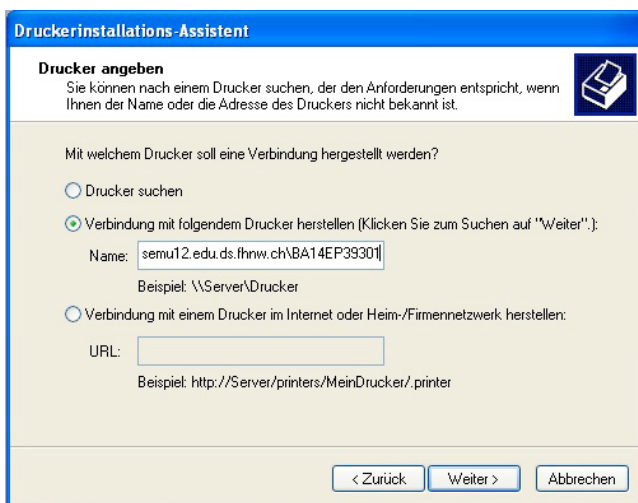 Druckerinstallations-Assistent
Drucker angeben
Sie können nach einem Drucker suchen, der den Anforderungen entspricht, wenn
Ihnen der Name oder die Adresse des Druckers nicht bekannt ist.
Mit welchem Drucker soll eine Verbindung hergestellt werden?
Drucker suchen
Verbindung mit folgendem Drucker herstellen (Klicken Sie zum Suchen auf "Weiter".):
Name: semu12.edu.ds.fhnw.ch\BA14EP39301
Beispiel: \\Server\Drucker
Verbindung mit einem Drucker im Internet oder Heim-/Firmennetzwerk herstellen:
URL:
Beispiel: http://Server/printers/MeinDrucker/.printer
< Zurück Weiter > Abbrechen